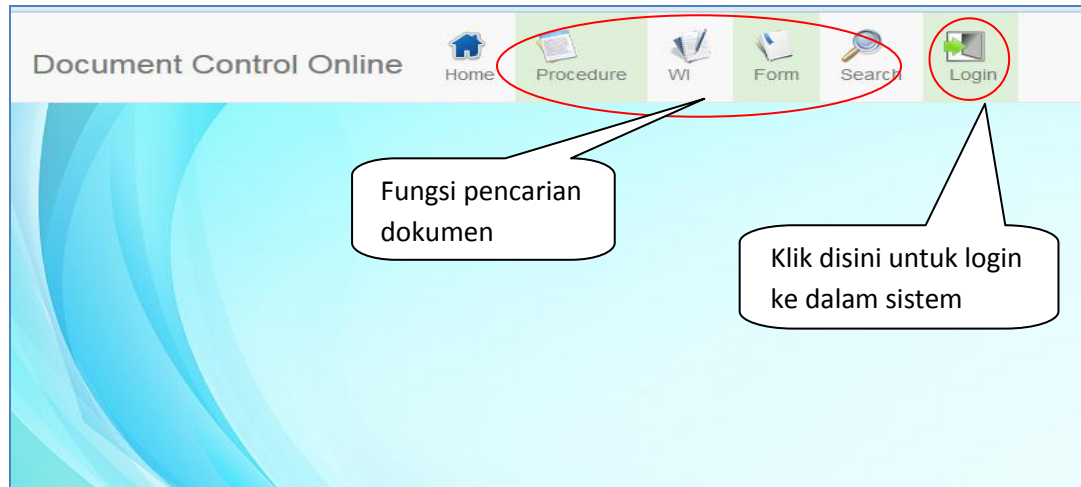 Document Control Online
Home
Procedure
WI
Form
Search
Login
Fungsi pencarian
dokumen
Klik disini untuk login
ke dalam sistem